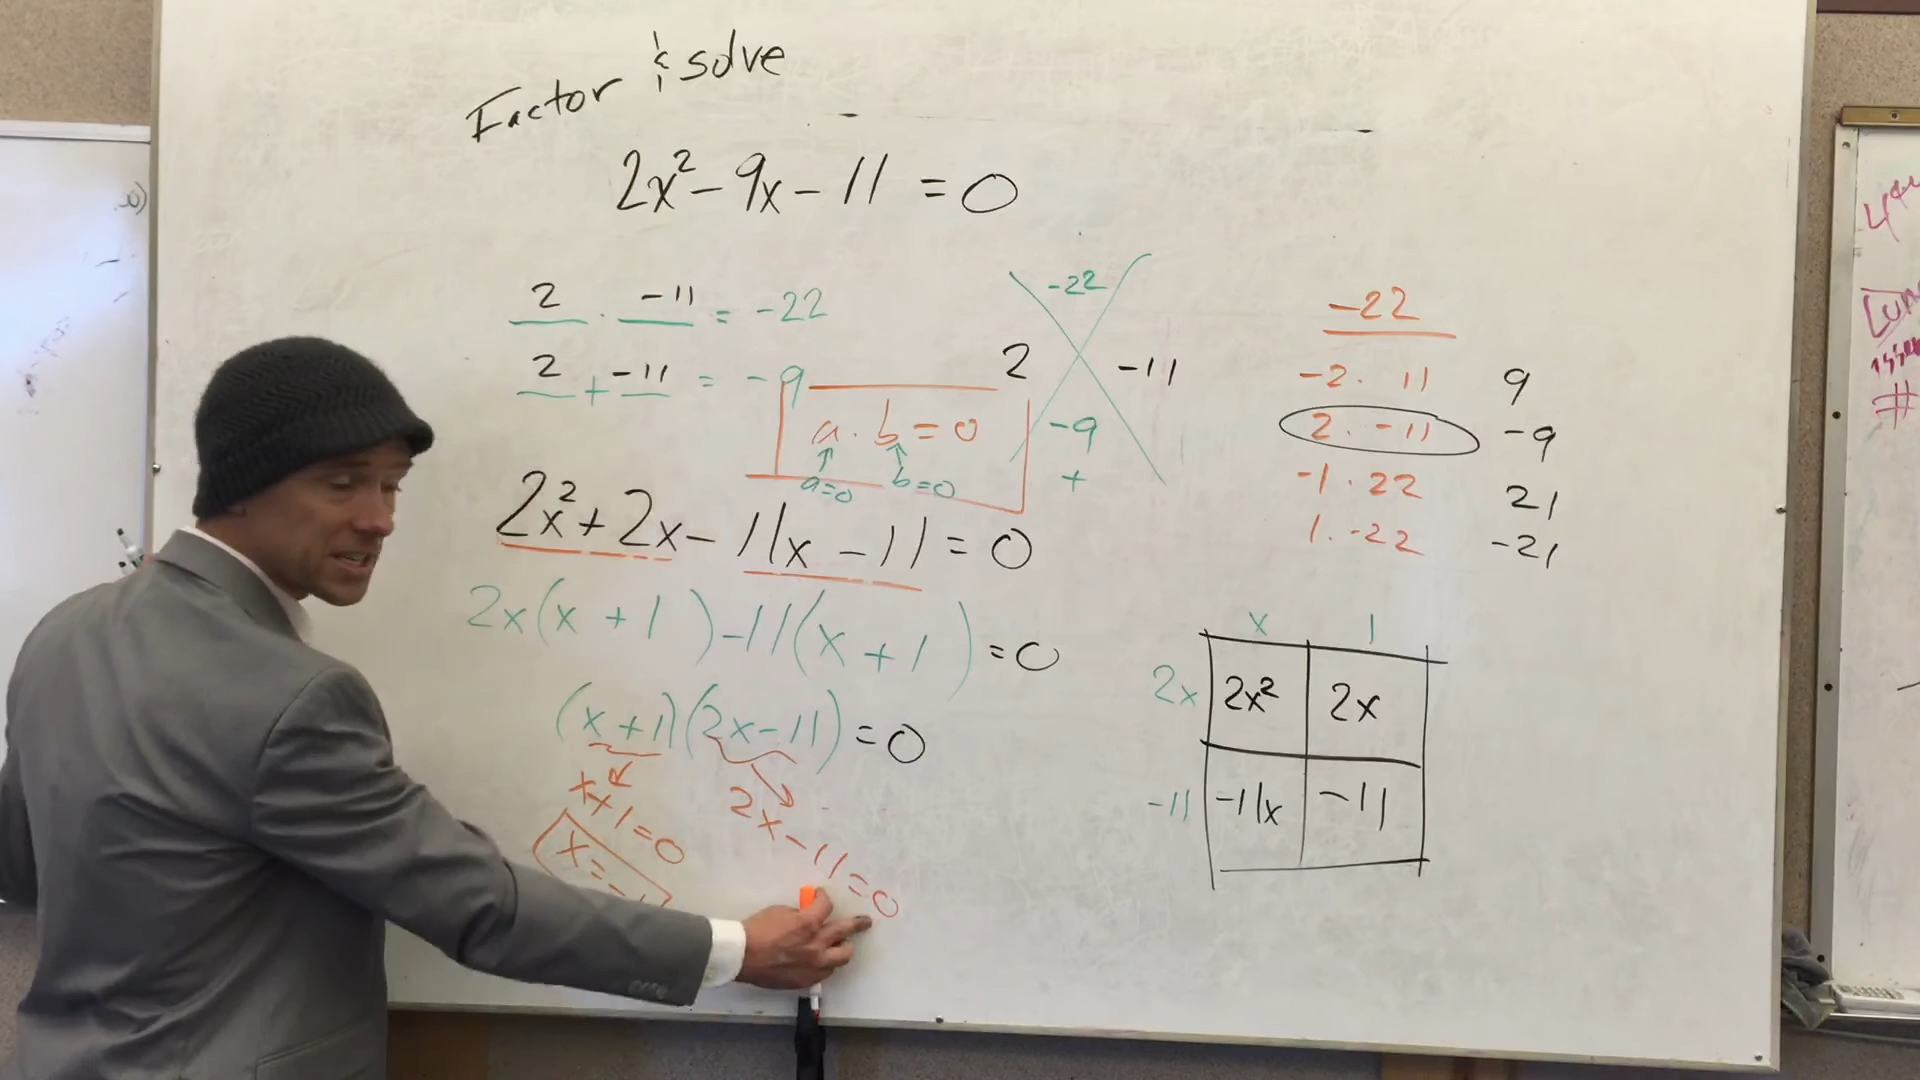 Factor & solve
2x² - 9x - 11 = 0
2 · -11 = -22
2 + -11 = -9
-22
2 -11
-9
+
a · b = 0
a=0 b=0
-22
-2 · 11 9
2 · -11 -9
-1 · 22 21
1 · -22 -21
2x² + 2x - 11x - 11 = 0
2x(x + 1) - 11(x + 1) = 0
(x + 1)(2x - 11) = 0
x + 1 = 0
x = -1
2x - 11 = 0
x 1
2x 2x² 2x
-11 -11x -11
#